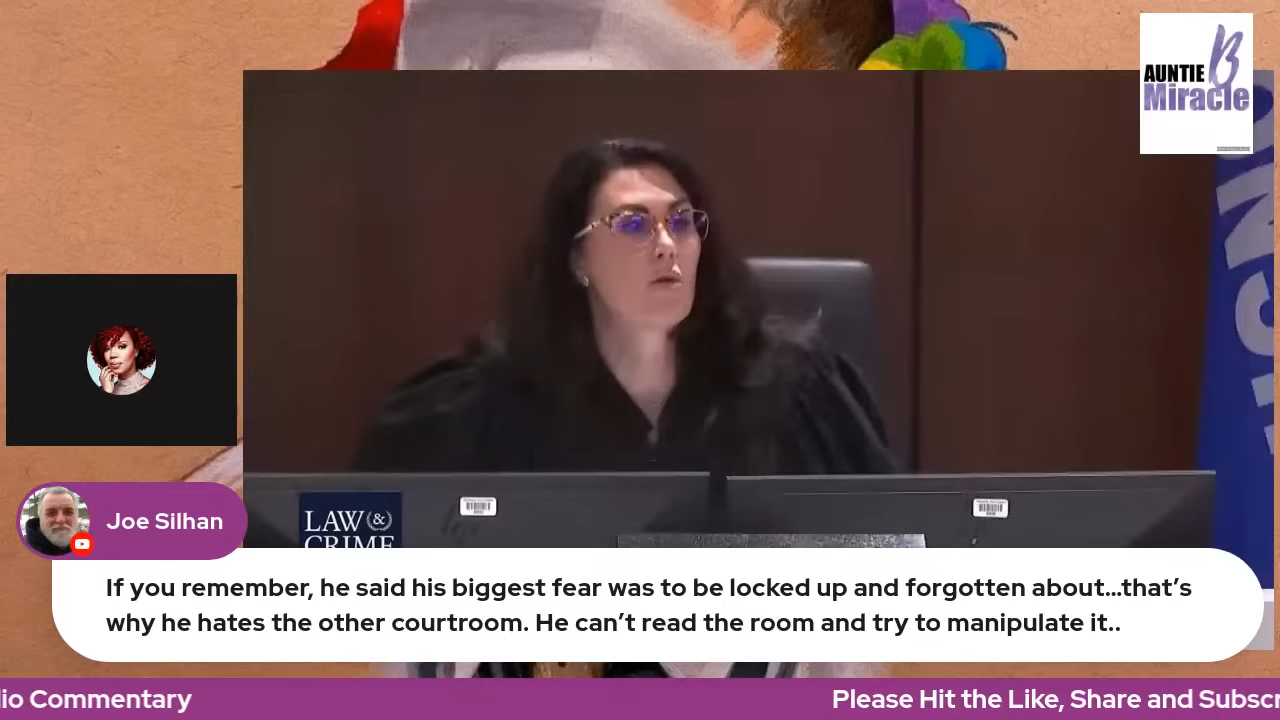 AUNTIE B
Miracle
LAW &
CRIME
Joe Silhan
If you remember, he said his biggest fear was to be locked up and forgotten about...that's
why he hates the other courtroom. He can't read the room and try to manipulate it..
lio Commentary
Please Hit the Like, Share and Subscr